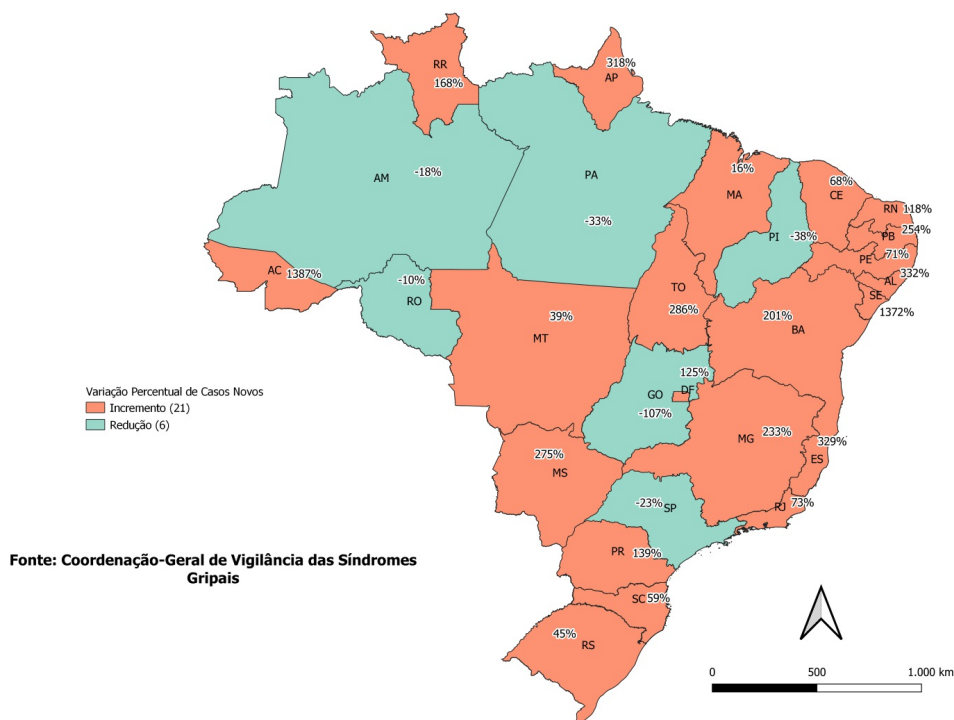 RR
168%
318%
AP
AM
-18%
PA
-33%
16%
MA
68%
CE
RN 118%
254%
PB
PI
-38%
PE
71%
332%
AL
SE
1372%
AC 1387%
-10%
RO
TO
286%
39%
MT
201%
BA
125%
DF
GO
-107%
MG
233%
329%
ES
275%
MS
-23%
SP
73%
RJ
PR
139%
SC 59%
45%
RS
Variação Percentual de Casos Novos
Incremento (21)
Redução (6)
Fonte: Coordenação-Geral de Vigilância das Síndromes
Gripais
0 500 1.000 km